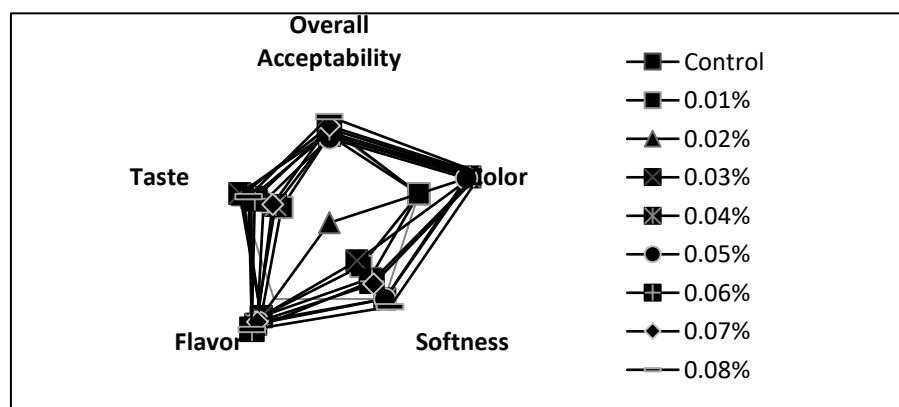 Overall
Acceptability
Taste
olor
Flavor
Softness
Control
0.01%
0.02%
0.03%
0.04%
0.05%
0.06%
0.07%
0.08%